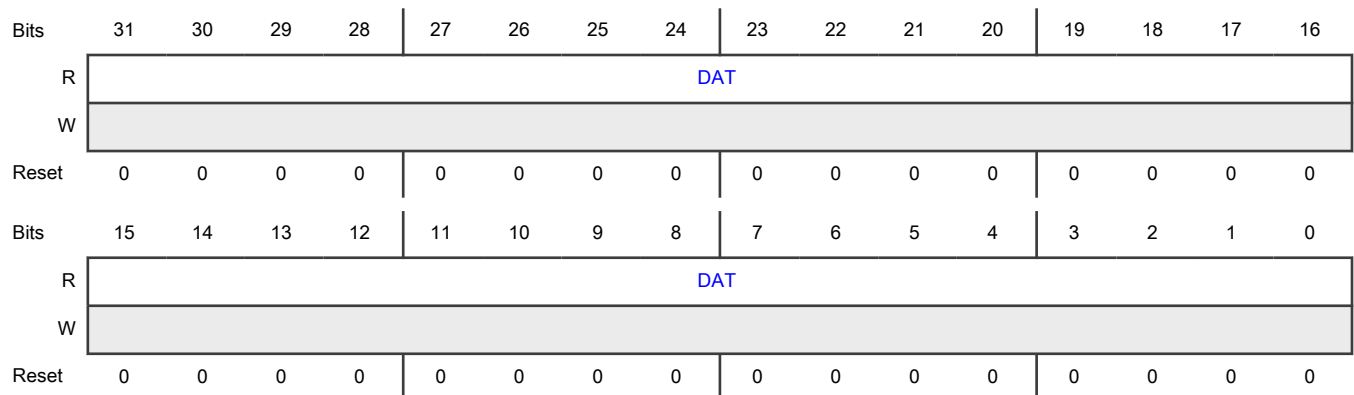 Bits 31 30 29 28 27 26 25 24 23 22 21 20 19 18 17 16
R DAT
W
Reset 0 0 0 0 0 0 0 0 0 0 0 0 0 0 0 0
Bits 15 14 13 12 11 10 9 8 7 6 5 4 3 2 1 0
R DAT
W
Reset 0 0 0 0 0 0 0 0 0 0 0 0 0 0 0 0